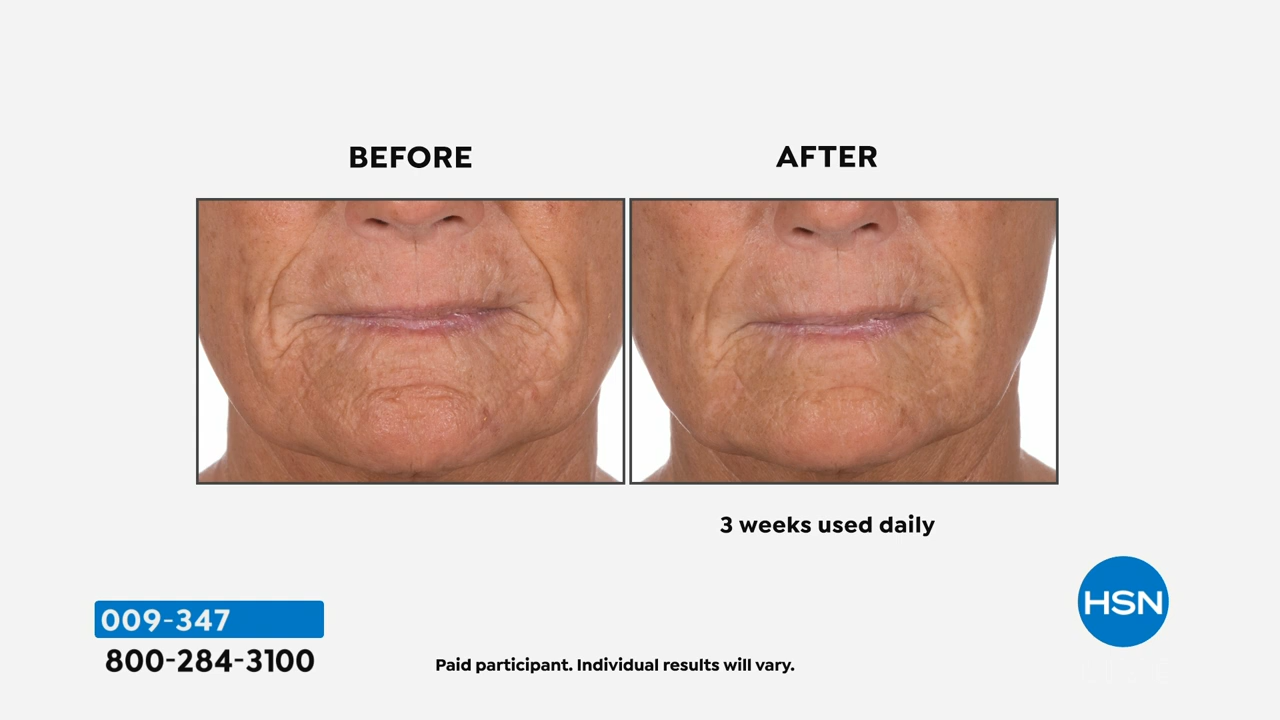 BEFORE
AFTER
3 weeks used daily
HSN
009-347
800-284-3100
Paid participant. Individual results will vary.